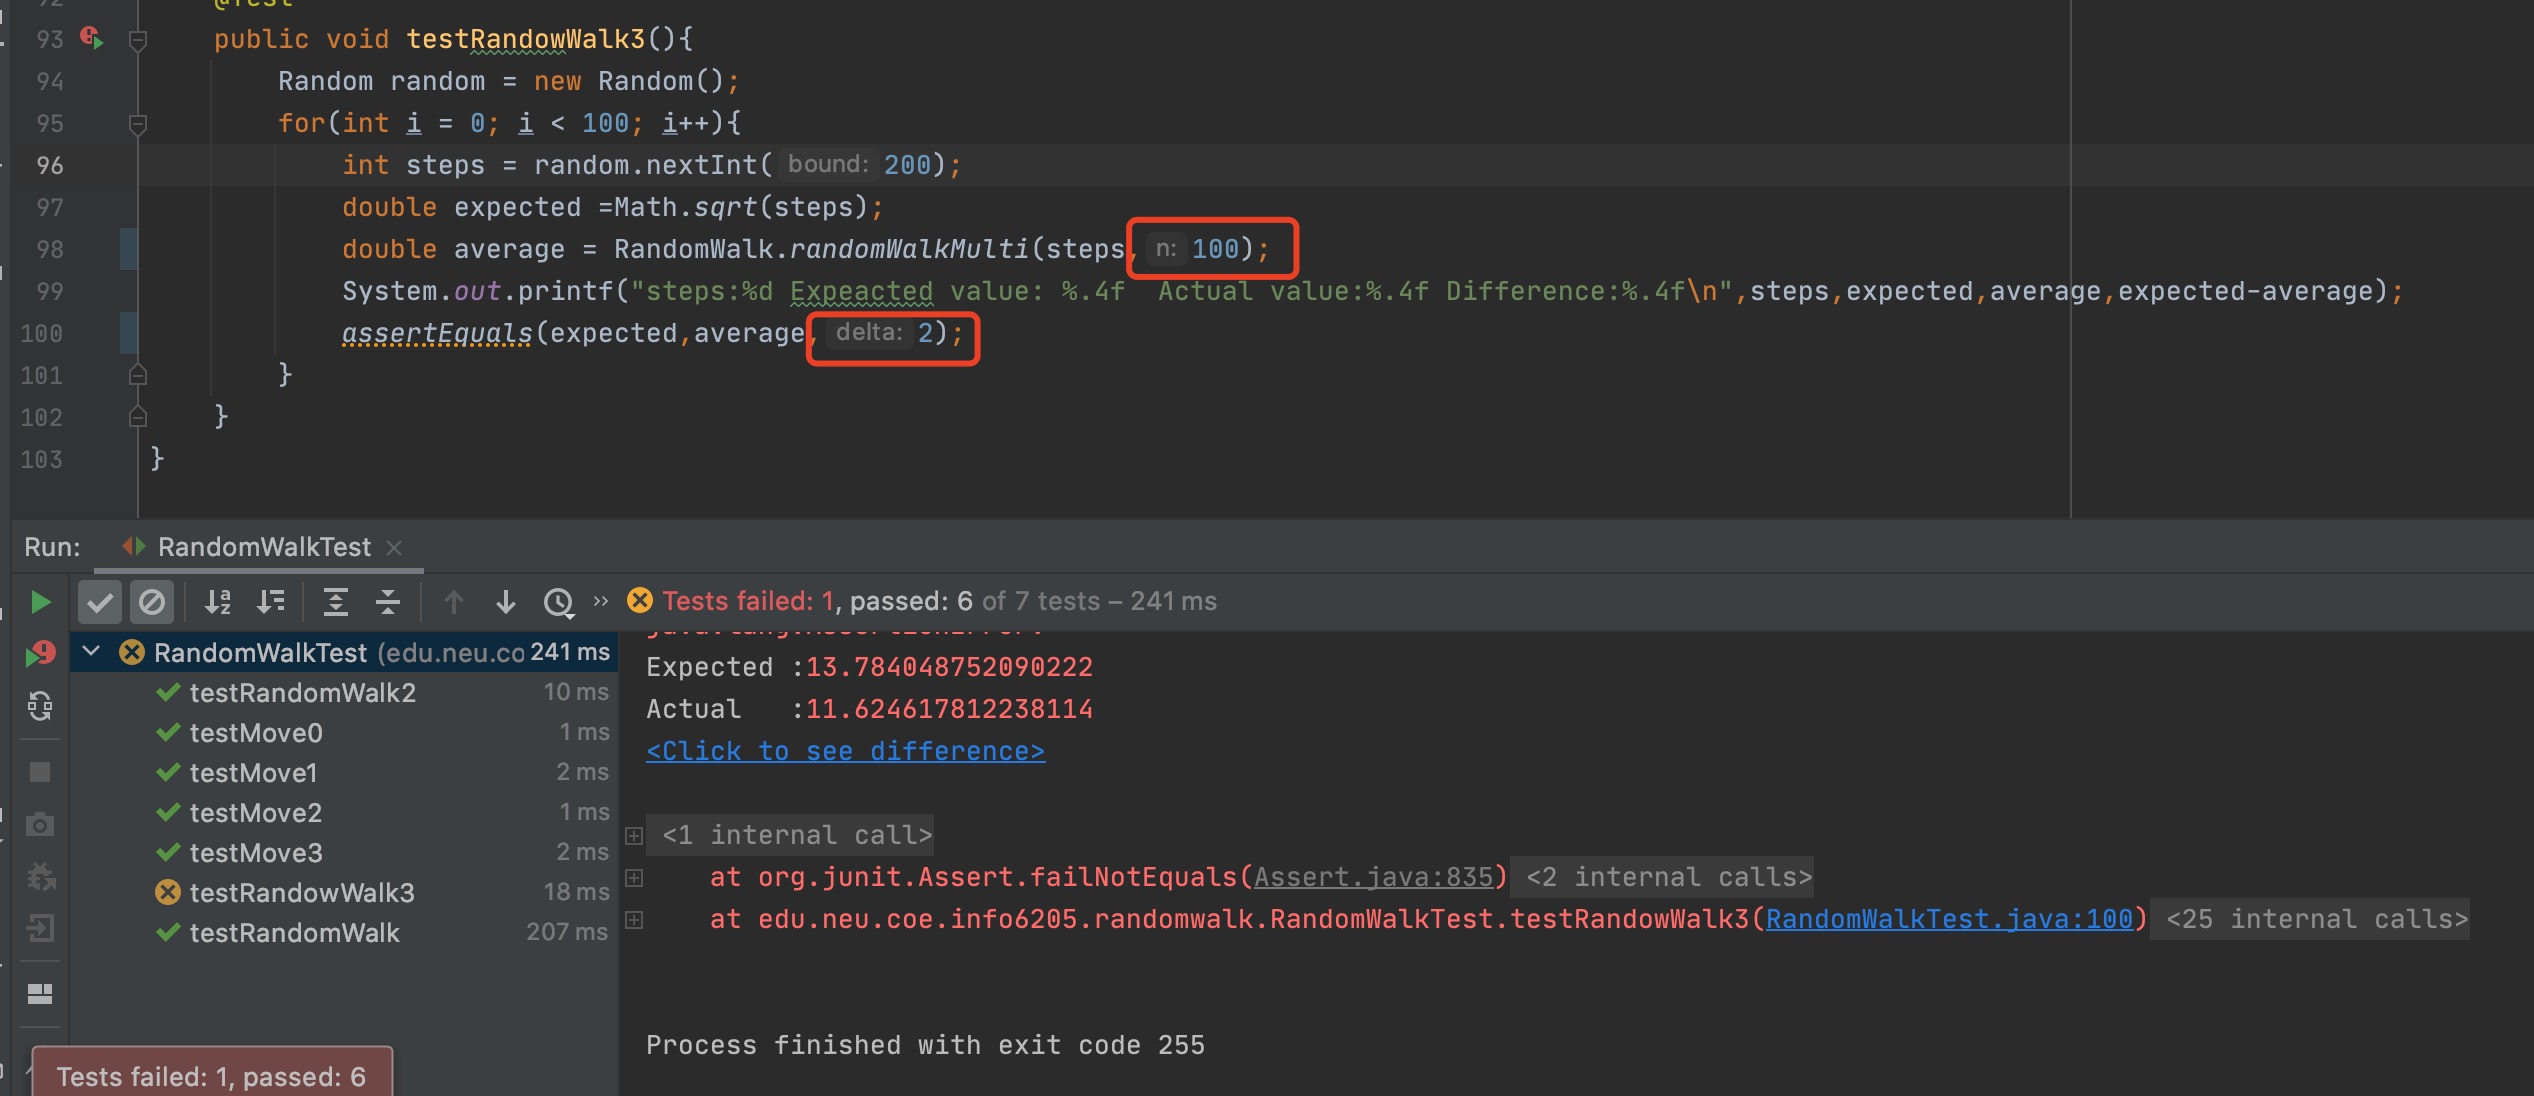 92 @Test
93 public void testRandowWalk3(){
94 Random random = new Random();
95 for(int i = 0; i < 100; i++){
96 int steps = random.nextInt( bound: 200);
97 double expected =Math.sqrt(steps);
98 double average = RandomWalk.randomWalkMulti(steps, n: 100);
99 System.out.printf("steps:%d Expeacted value: %.4f  Actual value:%.4f Difference:%.4f\n",steps,expected,average,expected-average);
100 assertEquals(expected,average, delta: 2);
101 }
102 }
103 }
Run: RandomWalkTest ×
» Tests failed: 1, passed: 6 of 7 tests – 241 ms
RandomWalkTest (edu.neu.co 241 ms
testRandomWalk2 10 ms
testMove0 1 ms
testMove1 2 ms
testMove2 1 ms
testMove3 2 ms
testRandowWalk3 18 ms
testRandomWalk 207 ms
java.lang.AssertionError:
Expected :13.784048752090222
Actual   :11.624617812238114
<Click to see difference>
<1 internal call>
at org.junit.Assert.failNotEquals(Assert.java:835) <2 internal calls>
at edu.neu.coe.info6205.randomwalk.RandomWalkTest.testRandowWalk3(RandomWalkTest.java:100) <25 internal calls>
Process finished with exit code 255
Tests failed: 1, passed: 6